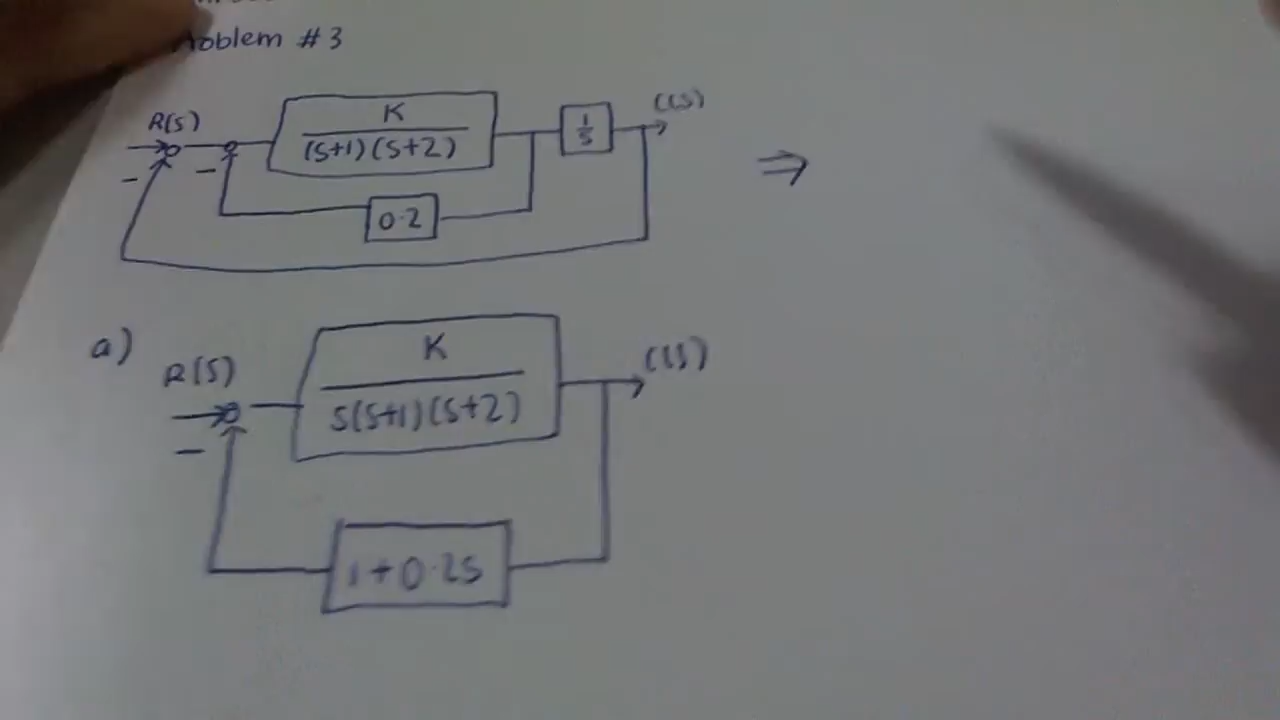 Problem #3
R(s)
K
(s+1)(s+2)
1
s
C(s)
−
−
0.2
⇒
a)
R(s)
K
s(s+1)(s+2)
C(s)
−
1+0.2s